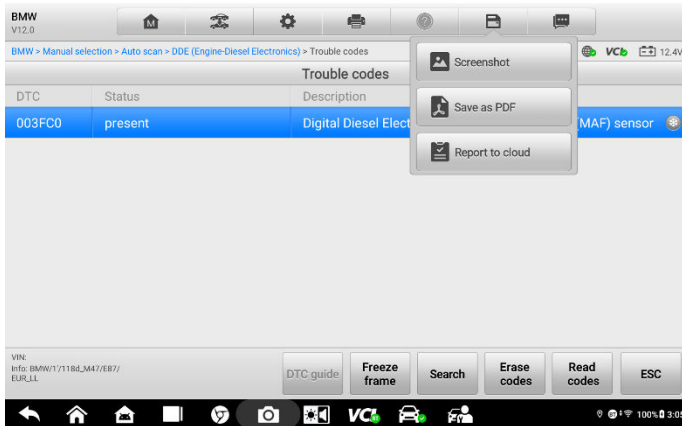 BMW
V12.0
BMW > Manual selection > Auto scan > DDE (Engine-Diesel Electronics) > Trouble codes
VCI 12.4V
Trouble codes
Screenshot
Save as PDF
Report to cloud
DTC Status Description
003FC0 present Digital Diesel Elect (MAF) sensor
VIN:
Info: BMW/1'/118d_M47/E87/
EUR_LL
DTC guide
Freeze
frame
Search
Erase
codes
Read
codes
ESC
VCI
100% 3:05